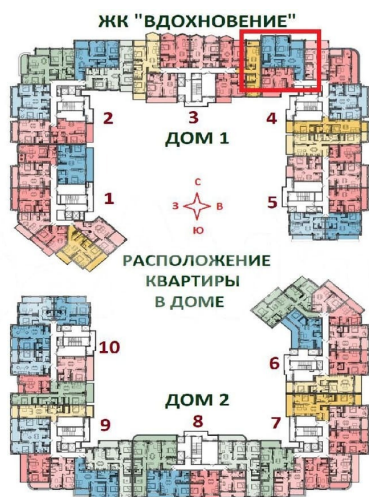 ЖК "ВДОХНОВЕНИЕ"
2
3
4
ДОМ 1
1
С
З
В
Ю
5
РАСПОЛОЖЕНИЕ
КВАРТИРЫ
В ДОМЕ
10
6
ДОМ 2
9
8
7